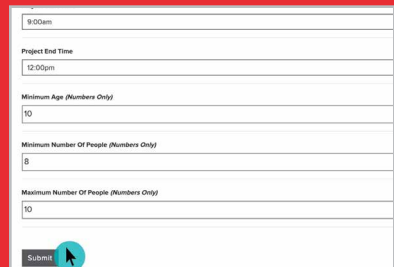 9:00am
Project End Time
12:00pm
Minimum Age (Numbers Only)
10
Minimum Number Of People (Numbers Only)
8
Maximum Number Of People (Numbers Only)
10
Submit